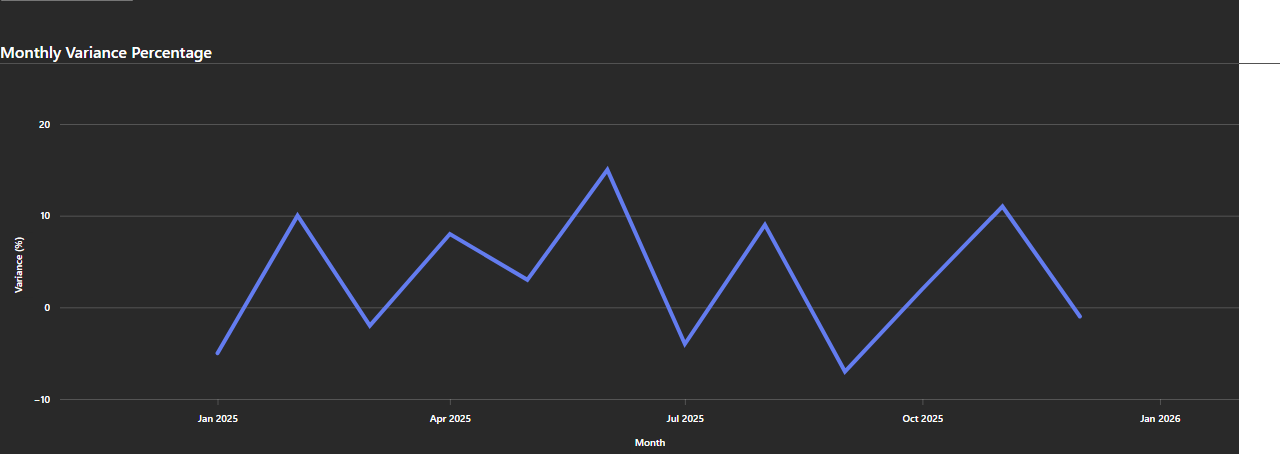 Monthly Variance Percentage
20
10
0
−10
Variance (%)
Jan 2025
Apr 2025
Jul 2025
Oct 2025
Jan 2026
Month